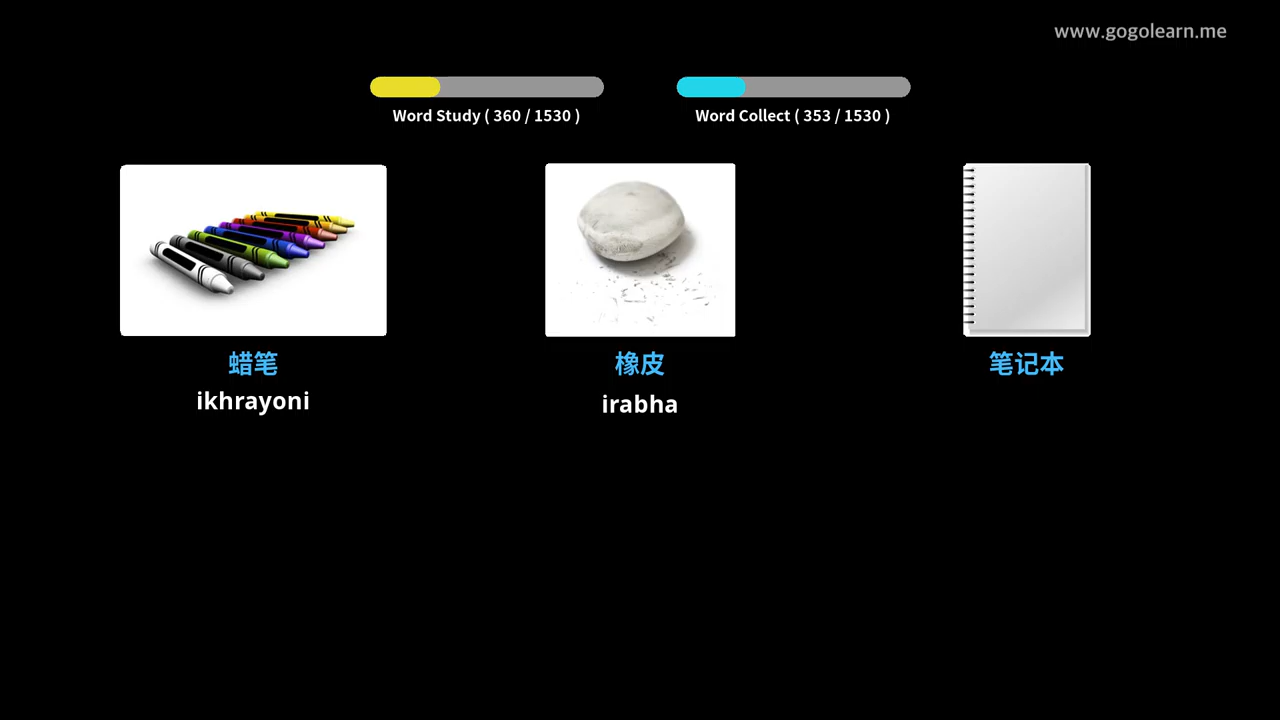 www.gogolearn.me
Word Study ( 360 / 1530 )
Word Collect ( 353 / 1530 )
蜡笔
橡皮
笔记本
ikhrayoni
irabha